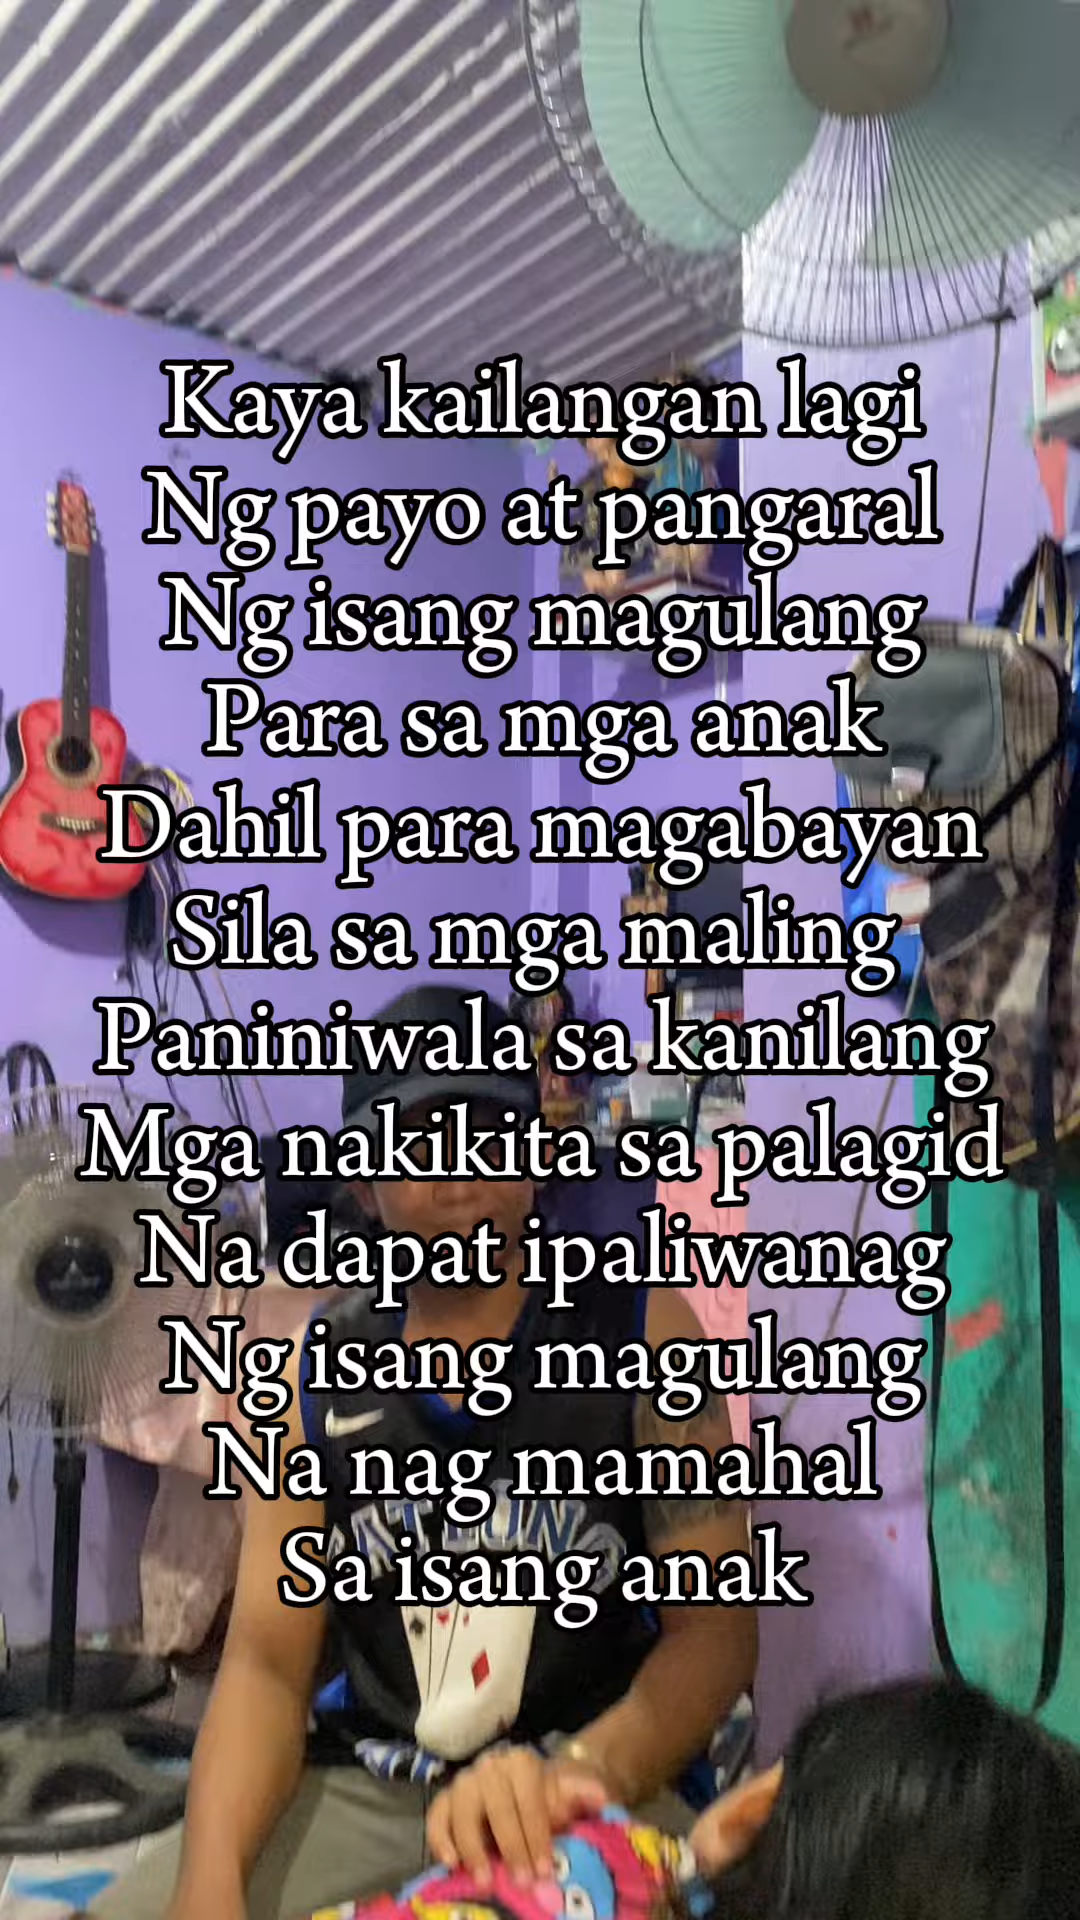 Kaya kailangan lagi
Ng payo at pangaral
Ng isang magulang
Para sa mga anak
Dahil para magabayan
Sila sa mga maling
Paniniwala sa kanilang
Mga nakikita sa palagid
Na dapat ipaliwanag
Ng isang magulang
Na nag mamahal
Sa isang anak